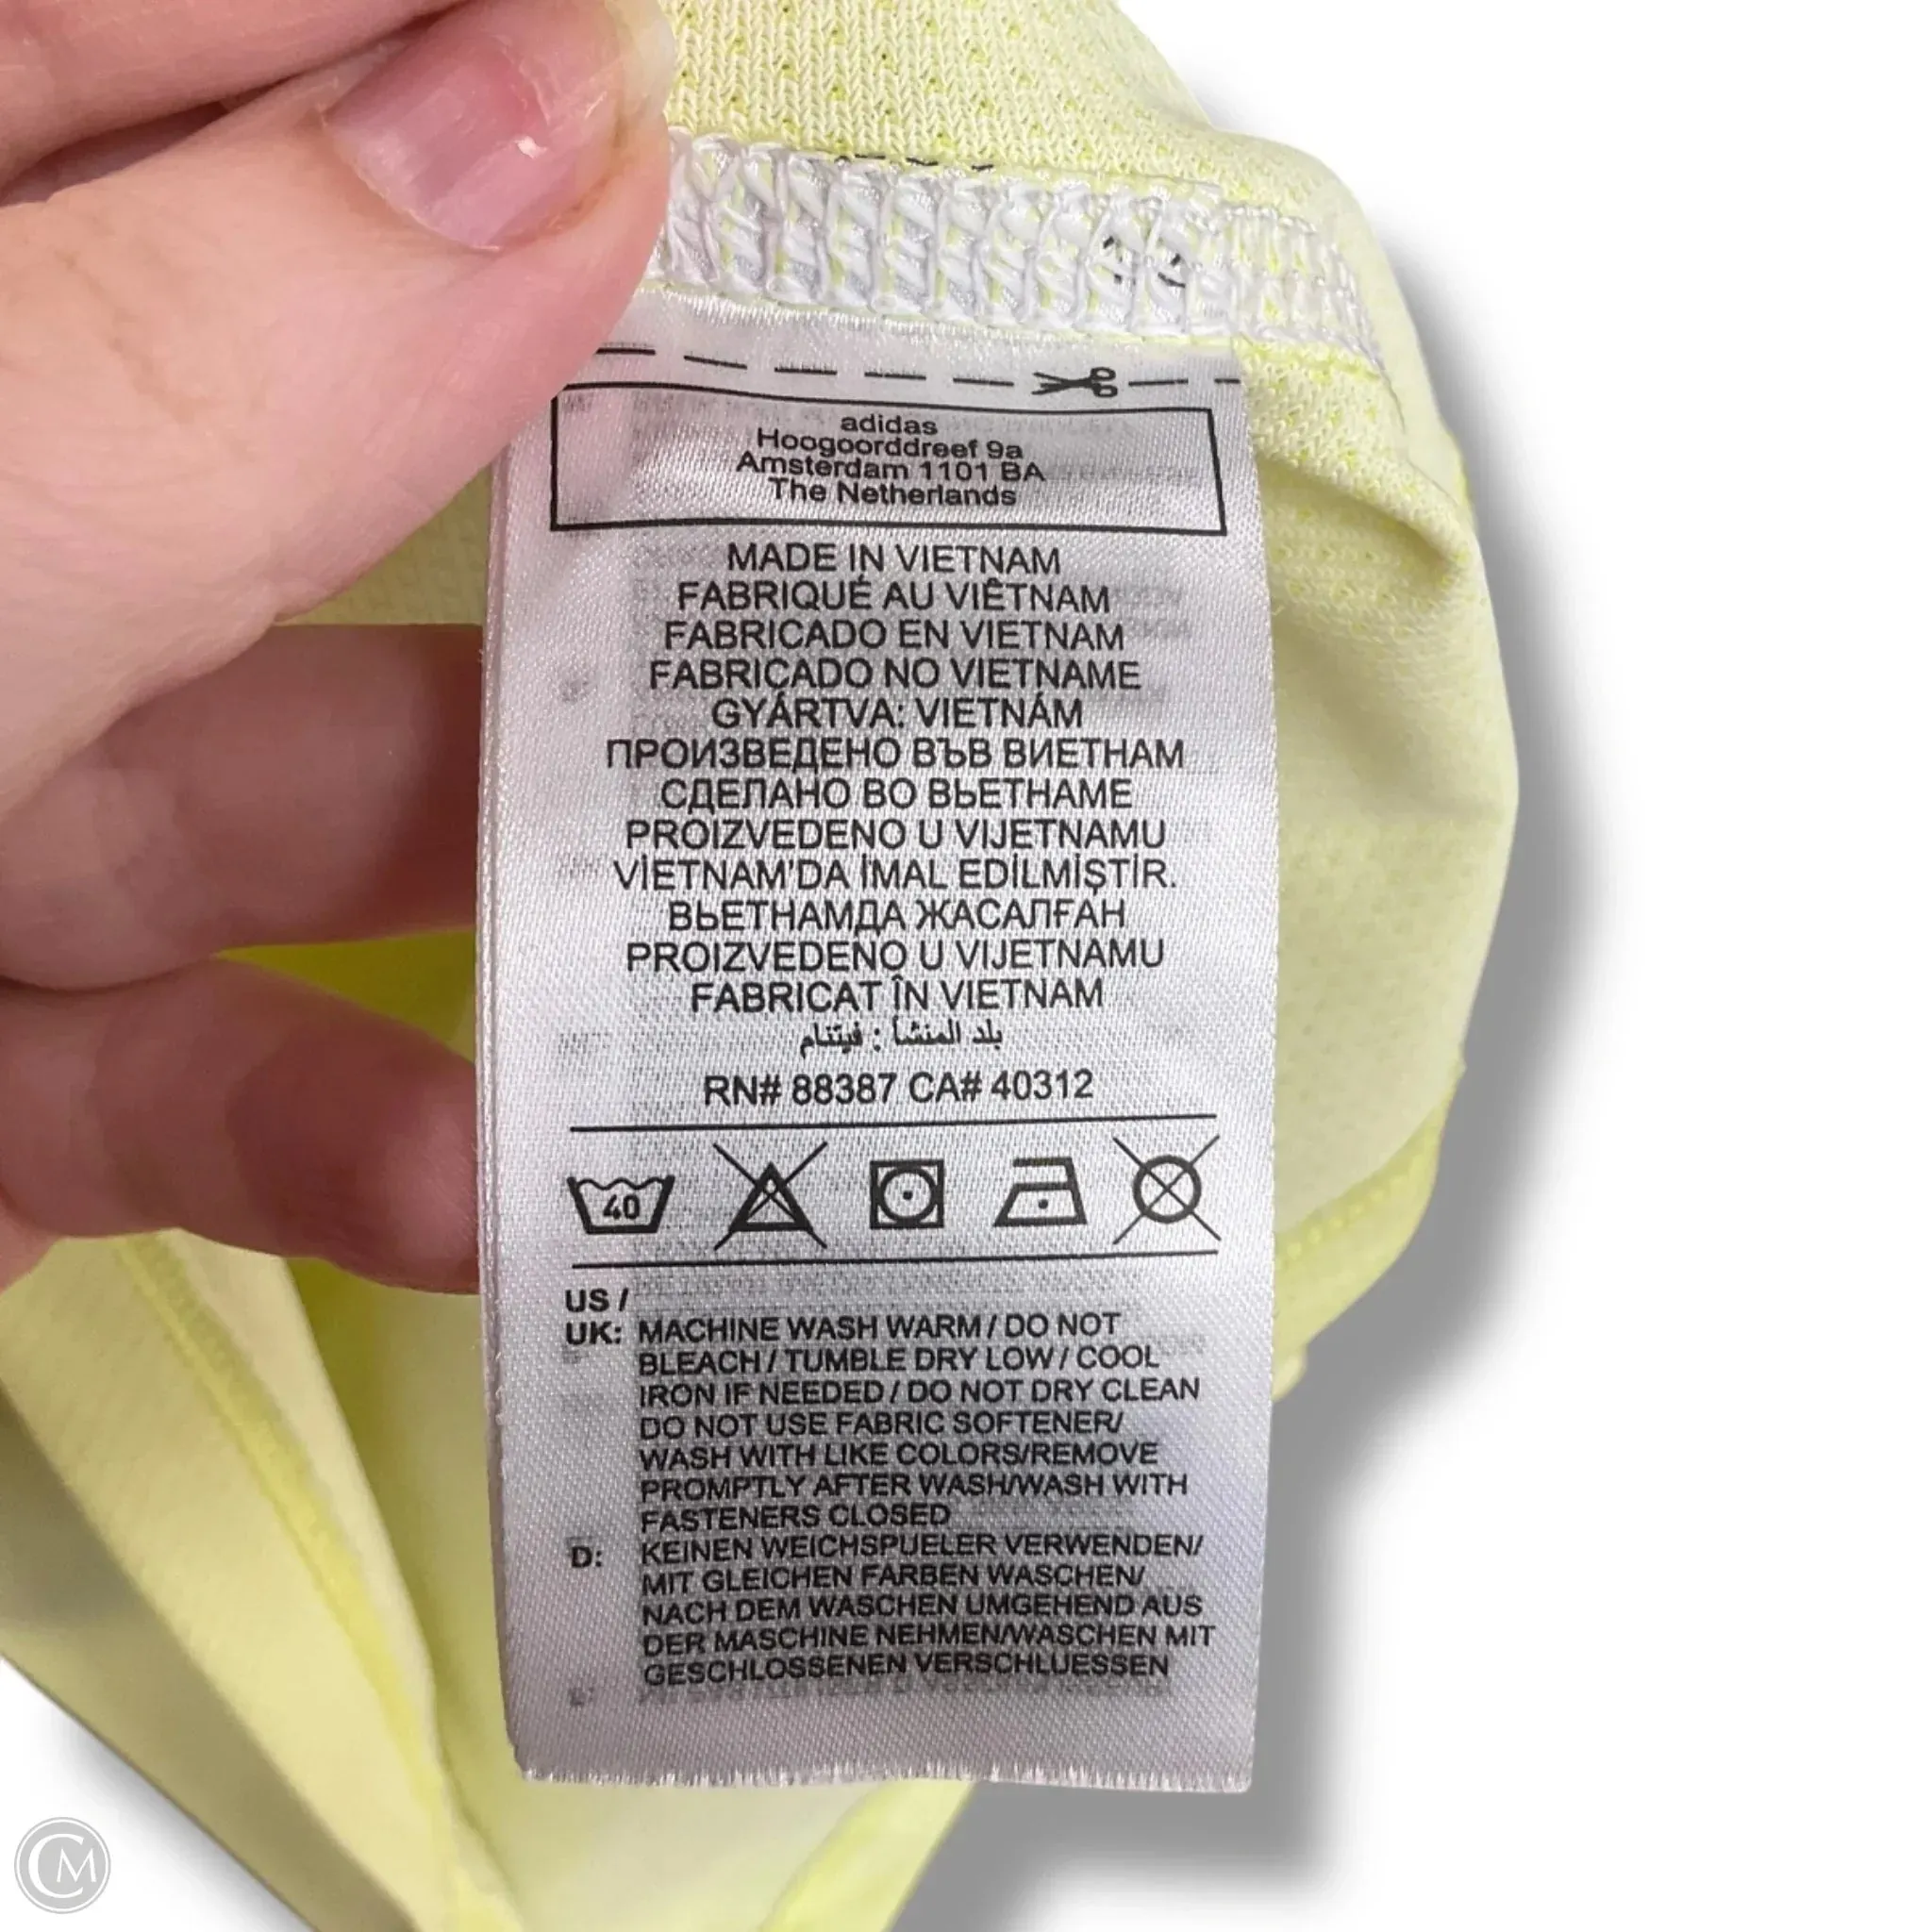 adidas
Hoogoorddreef 9a
Amsterdam 1101 BA
The Netherlands
MADE IN VIETNAM
FABRIQUÉ AU VIÊTNAM
FABRICADO EN VIETNAM
FABRICADO NO VIETNAME
GYÁRTVA: VIETNÁM
ПРОИЗВЕДЕНО ВЪВ ВИЕТНАМ
СДЕЛАНО ВО ВЬЕТНАМЕ
PROIZVEDENO U VIJETNAMU
VİETNAM'DA İMAL EDİLMİŞTİR.
ВЬЕТНАМДА ЖАСАЛҒАН
PROIZVEDENO U VIJETNAMU
FABRICAT ÎN VIETNAM
بلد المنشأ : فيتنام
RN# 88387 CA# 40312
40
US /
UK: MACHINE WASH WARM / DO NOT
BLEACH / TUMBLE DRY LOW / COOL
IRON IF NEEDED / DO NOT DRY CLEAN
DO NOT USE FABRIC SOFTENER/
WASH WITH LIKE COLORS/REMOVE
PROMPTLY AFTER WASH/WASH WITH
FASTENERS CLOSED
D: KEINEN WEICHSPUELER VERWENDEN/
MIT GLEICHEN FARBEN WASCHEN/
NACH DEM WASCHEN UMGEHEND AUS
DER MASCHINE NEHMEN/WASCHEN MIT
GESCHLOSSENEN VERSCHLUESSEN
CM